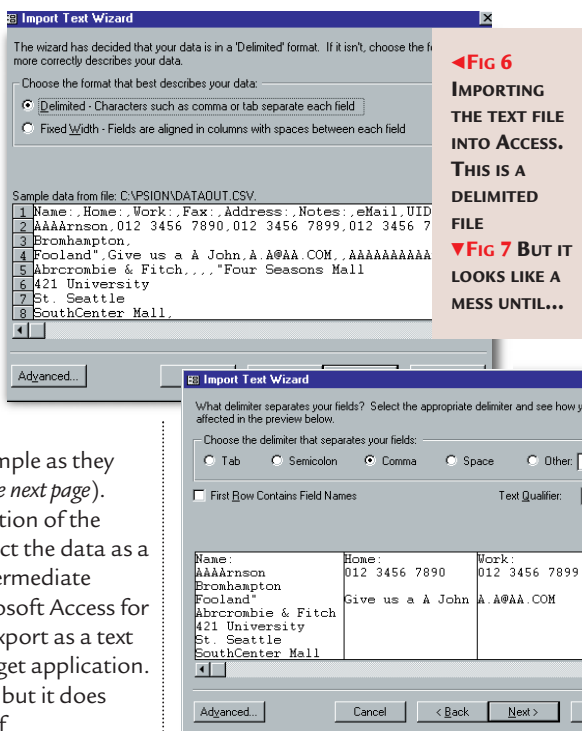 Import Text Wizard
The wizard has decided that your data is in a 'Delimited' format. If it isn't, choose the
more correctly describes your data.
Choose the format that best describes your data:
Delimited - Characters such as comma or tab separate each field
Fixed Width - Fields are aligned in columns with spaces between each field
Sample data from file: C:\PSION\DATAOUT.CSV.
1 Name:,Home:,Work:,Fax:,Address:,Notes:,eMail,UID
2 AAAArnson,012 3456 7890,012 3456 7899,012 3456 7
3 Bromhampton,
4 Fooland",Give us a A John,A.A@AA.COM,,AAAAAAAAAA
5 Abrcrombie & Fitch,,,,"Four Seasons Mall
6 421 University
7 St. Seattle
8 SouthCenter Mall,
Advanced...
◀FIG 6
IMPORTING
THE TEXT FILE
INTO ACCESS.
THIS IS A
DELIMITED
FILE
▼FIG 7 BUT IT
LOOKS LIKE A
MESS UNTIL...
mple as they
e next page).
tion of the
ct the data as a
ermediate
osoft Access for
xport as a text
get application.
but it does
f
Import Text Wizard
What delimiter separates your fields? Select the appropriate delimiter and see how y
affected in the preview below.
Choose the delimiter that separates your fields:
Tab Semicolon Comma Space Other:
First Row Contains Field Names Text Qualifier:
Name: Home: Work:
AAAArnson 012 3456 7890 012 3456 7899
Bromhampton
Fooland" Give us a A John A.A@AA.COM
Abrcrombie & Fitch
421 University
St. Seattle
SouthCenter Mall
Advanced... Cancel < Back Next >